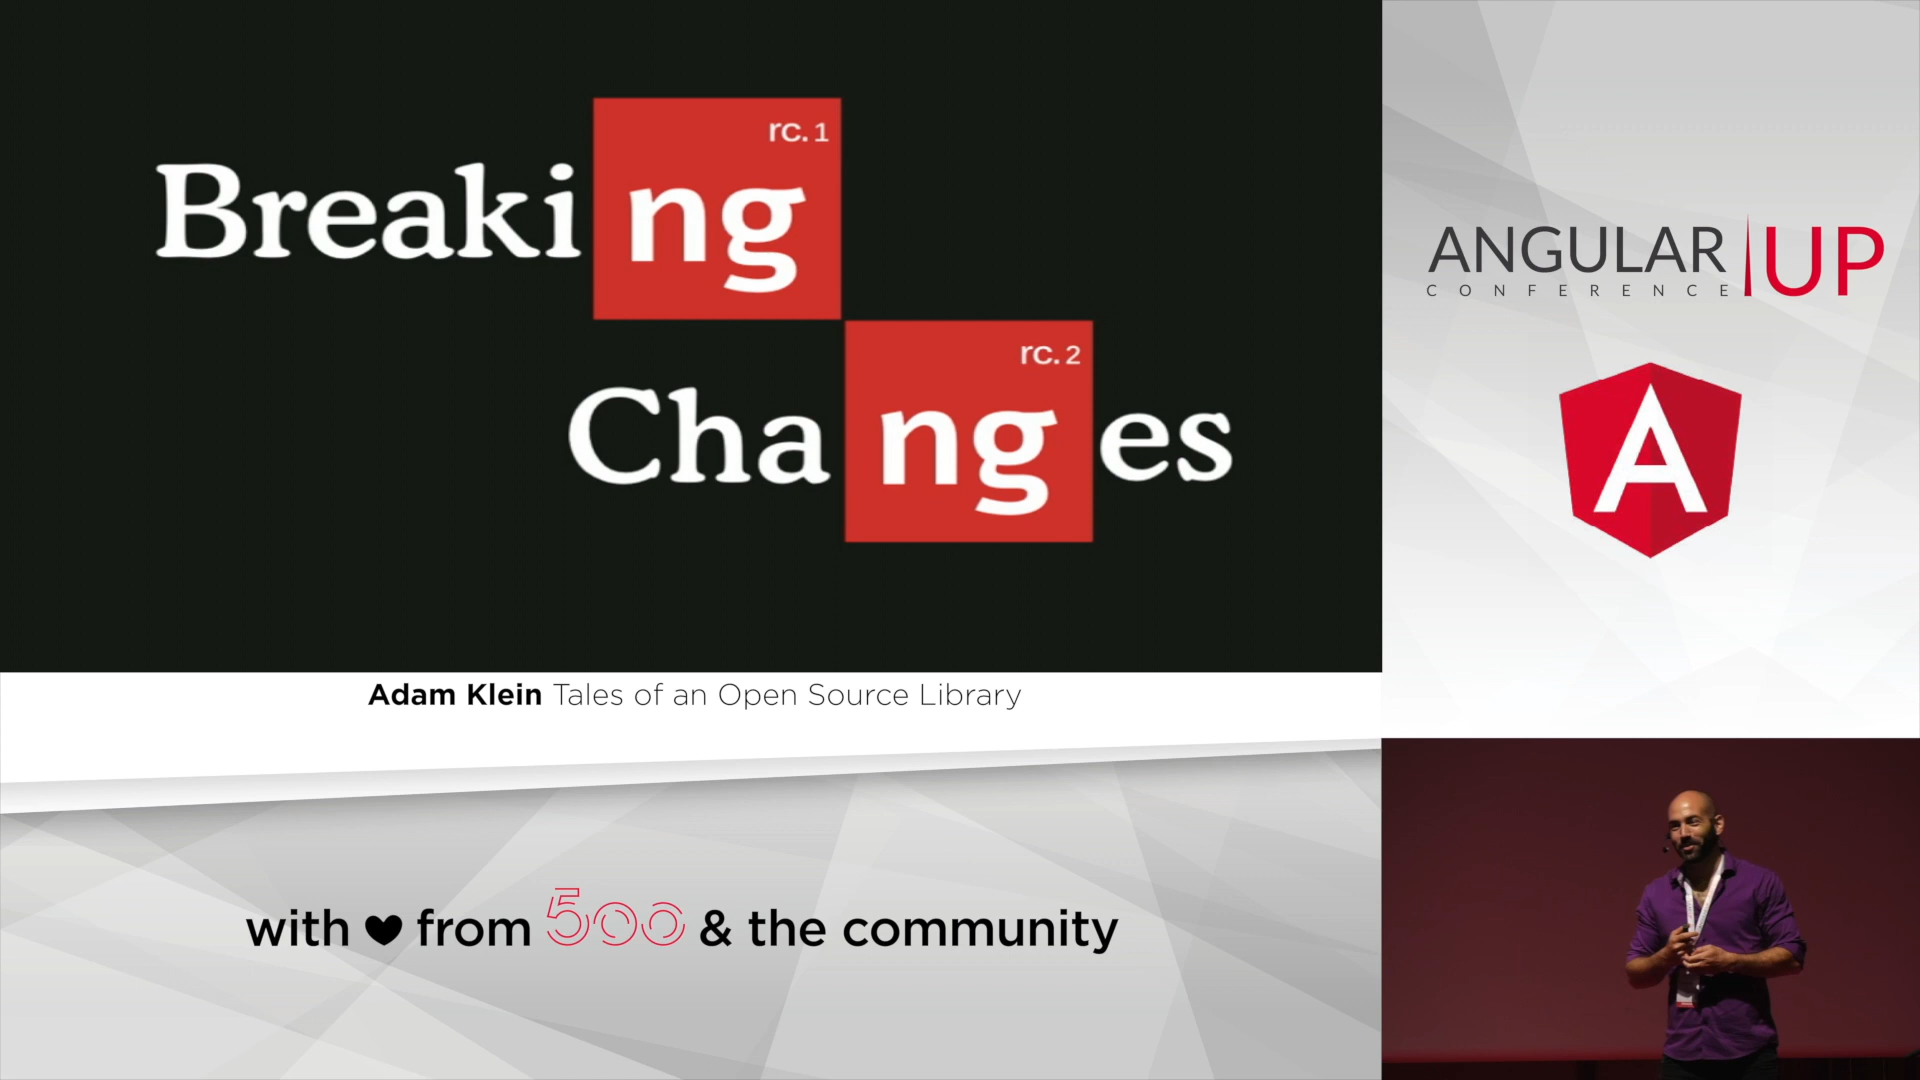 rc. 1
Breaking
rc. 2
Changes
Adam Klein Tales of an Open Source Library
with ♥ from 500 & the community
ANGULAR UP
CONFERENCE
A